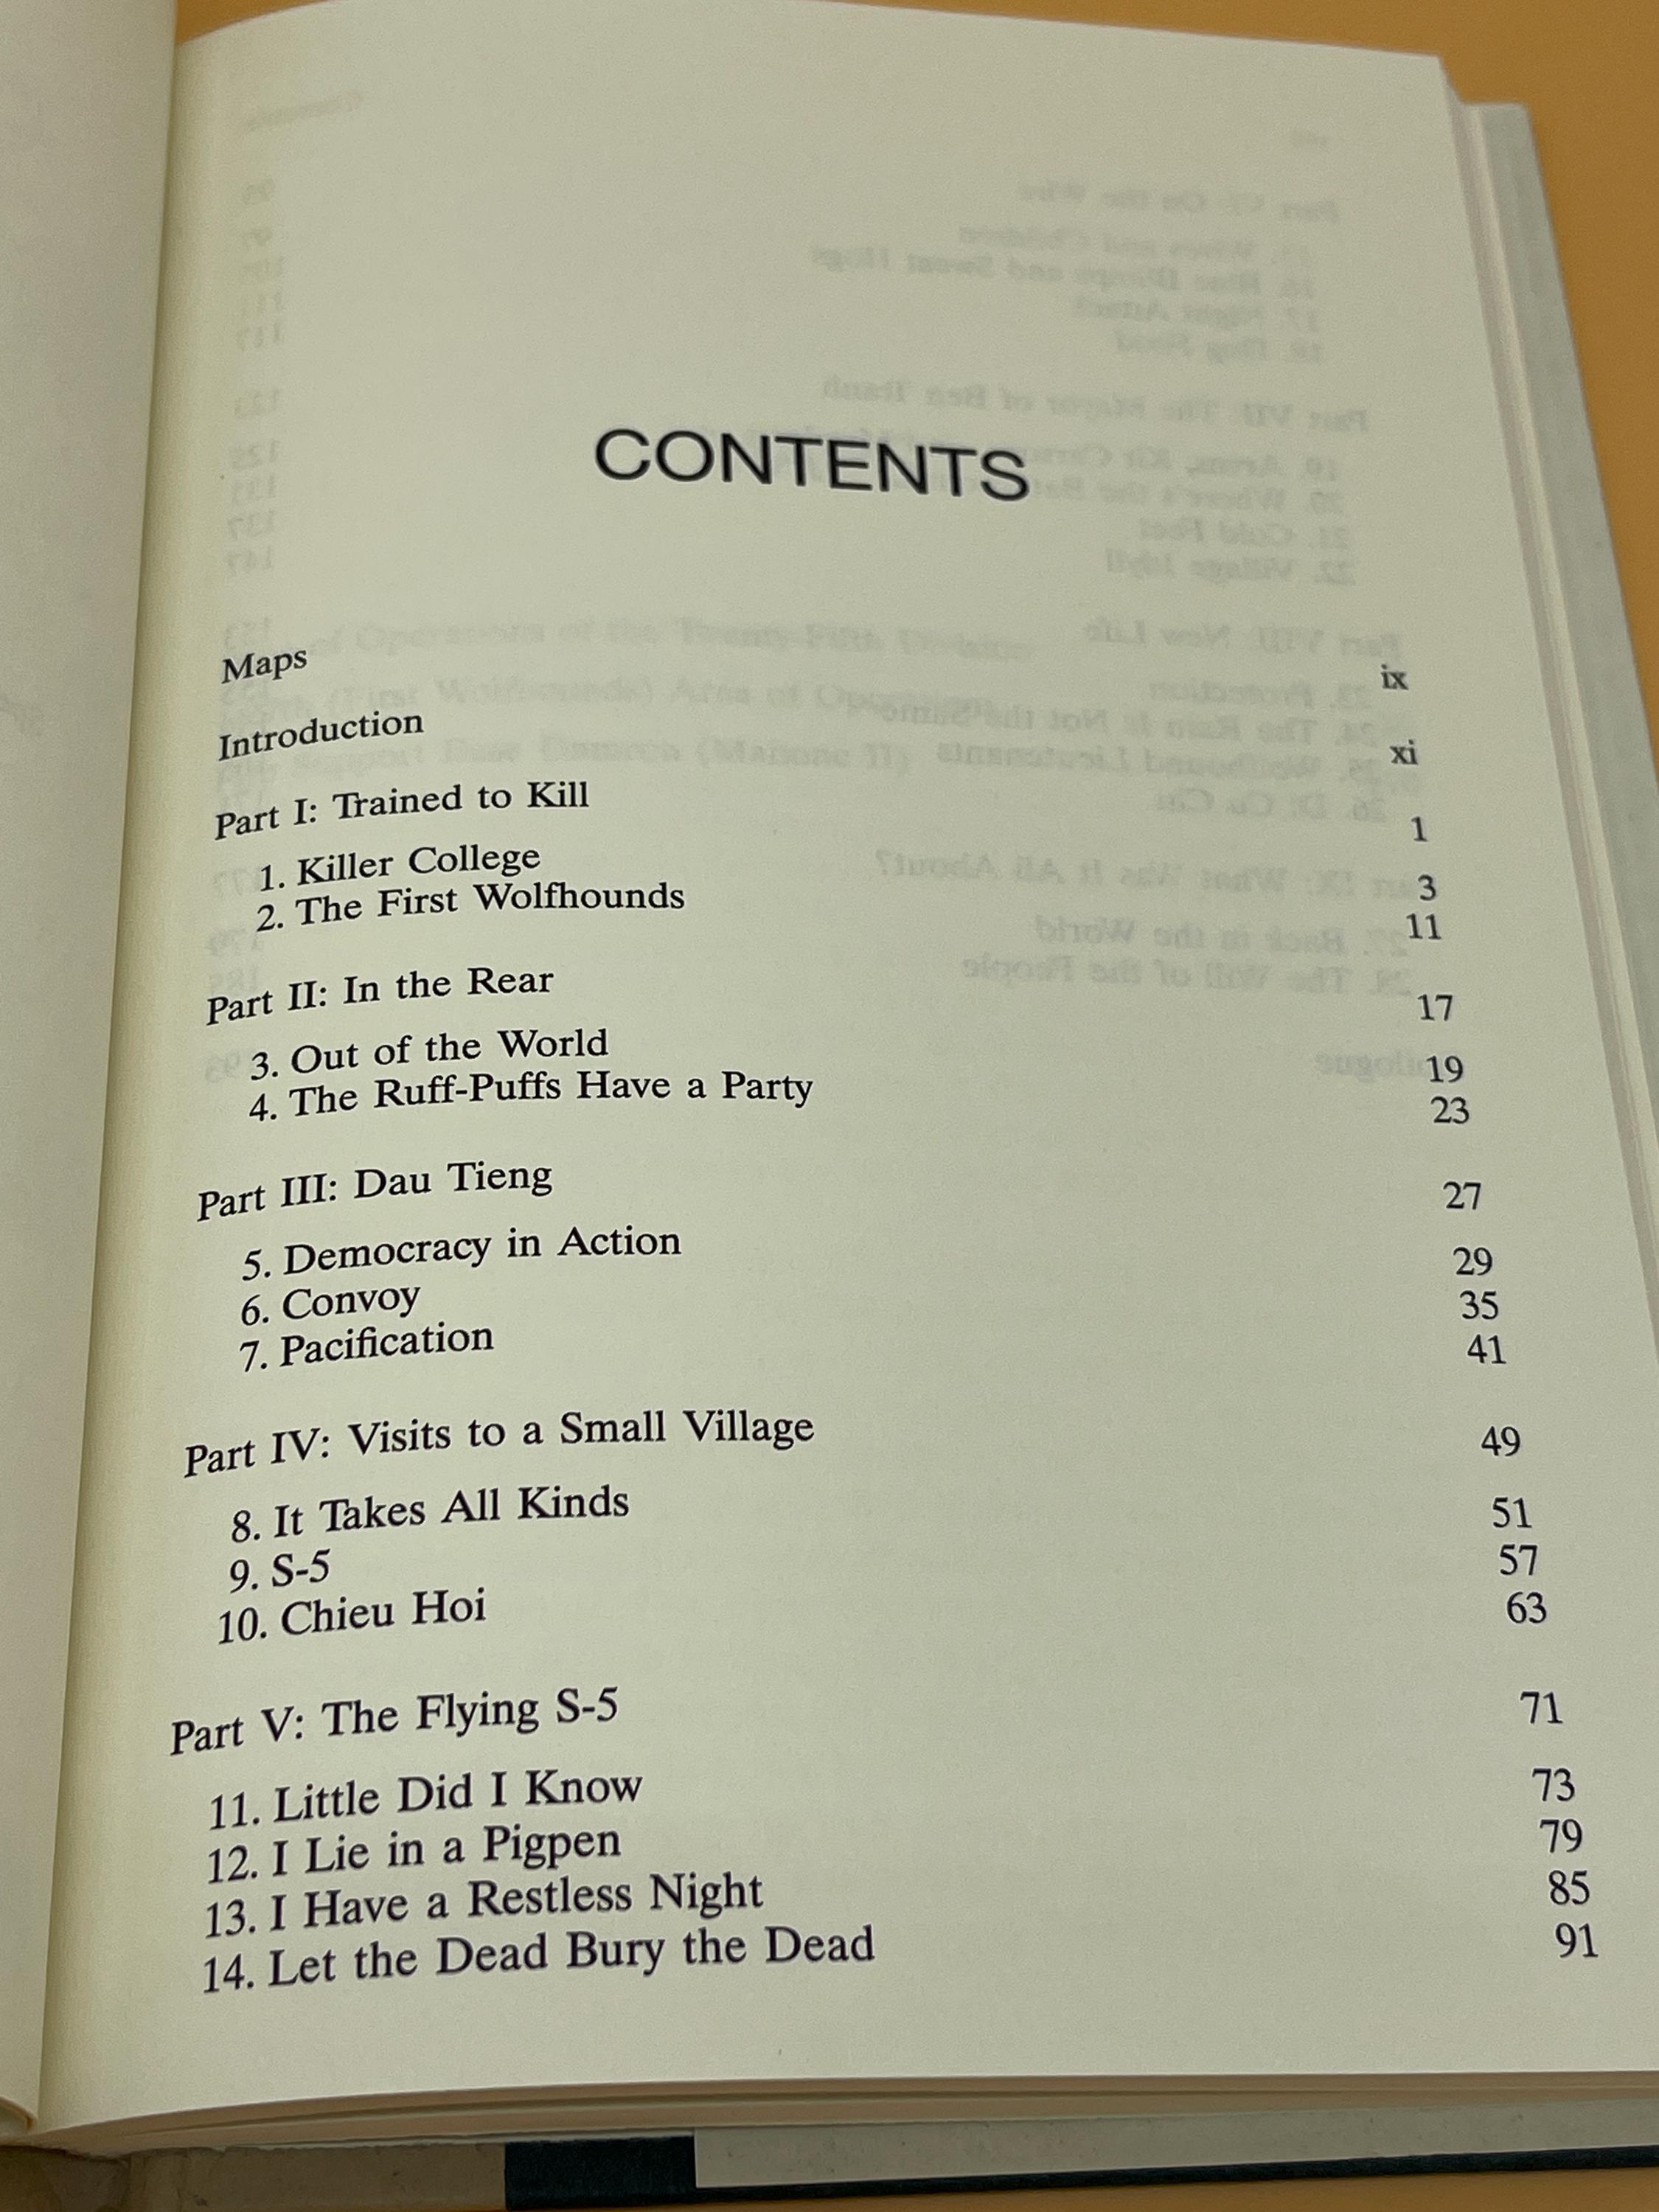 CONTENTS
Maps ix
Introduction xi
Part I: Trained to Kill 1
1. Killer College 3
2. The First Wolfhounds 11
Part II: In the Rear 17
3. Out of the World 19
4. The Ruff-Puffs Have a Party 23
Part III: Dau Tieng 27
5. Democracy in Action 29
6. Convoy 35
7. Pacification 41
Part IV: Visits to a Small Village 49
8. It Takes All Kinds 51
9. S-5 57
10. Chieu Hoi 63
Part V: The Flying S-5 71
11. Little Did I Know 73
12. I Lie in a Pigpen 79
13. I Have a Restless Night 85
14. Let the Dead Bury the Dead 91